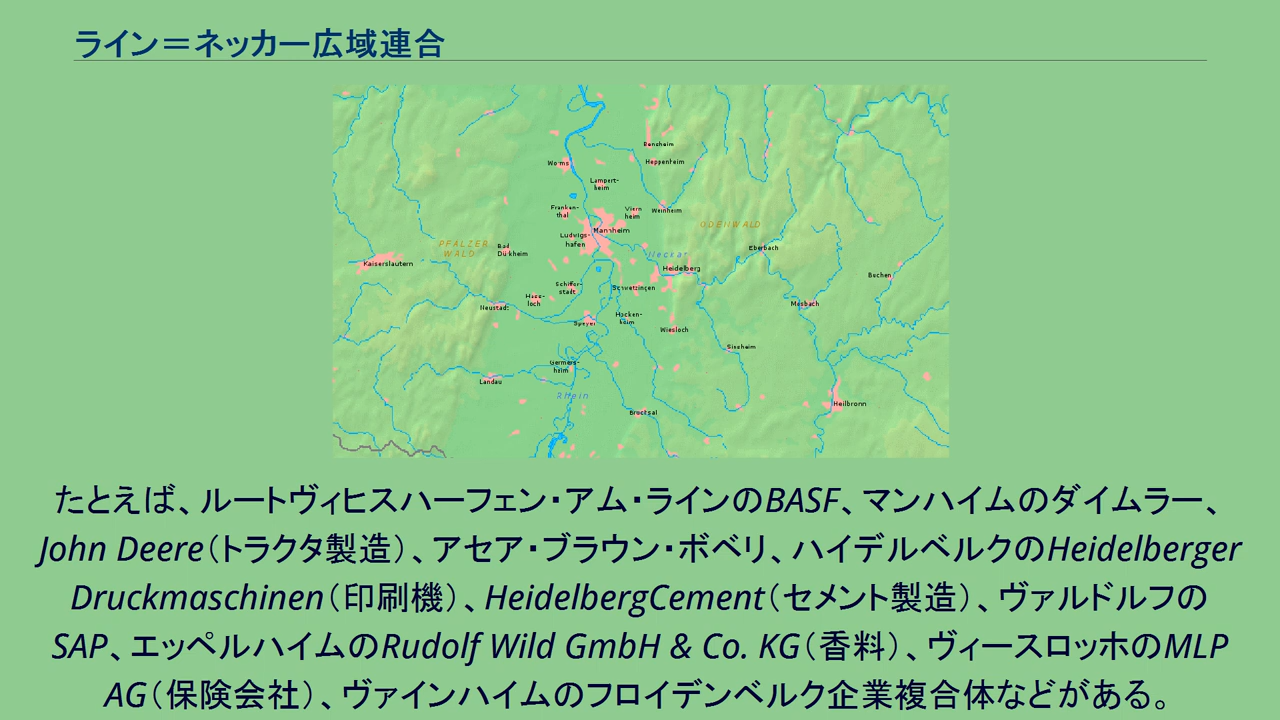 ライン＝ネッカー広域連合
Bensheim
Worms
Heppenheim
Lampert-
heim
Franken-
thal
Viern
heim
Weinheim
Mannheim
ODENWALD
Ludwigs-
hafen
PFÄLZER
WALD
Bad
Dürkheim
Eberbach
Neckar
Kaiserslautern
Heidelberg
Buchen
Schiffer-
stadt
Schwetzingen
Hass-
loch
Mosbach
Neustadt
Hocken-
heim
Speyer
Wiesloch
Sinsheim
Germers-
heim
Landau
Rhein
Heilbronn
Bruchsal
たとえば、ルートヴィヒスハーフェン・アム・ラインのBASF、マンハイムのダイムラー、
John Deere（トラクタ製造）、アセア・ブラウン・ボベリ、ハイデルベルクのHeidelberger
Druckmaschinen（印刷機）、HeidelbergCement（セメント製造）、ヴァルドルフの
SAP、エッペルハイムのRudolf Wild GmbH & Co. KG（香料）、ヴィースロッホのMLP
AG（保険会社）、ヴァインハイムのフロイデンベルク企業複合体などがある。